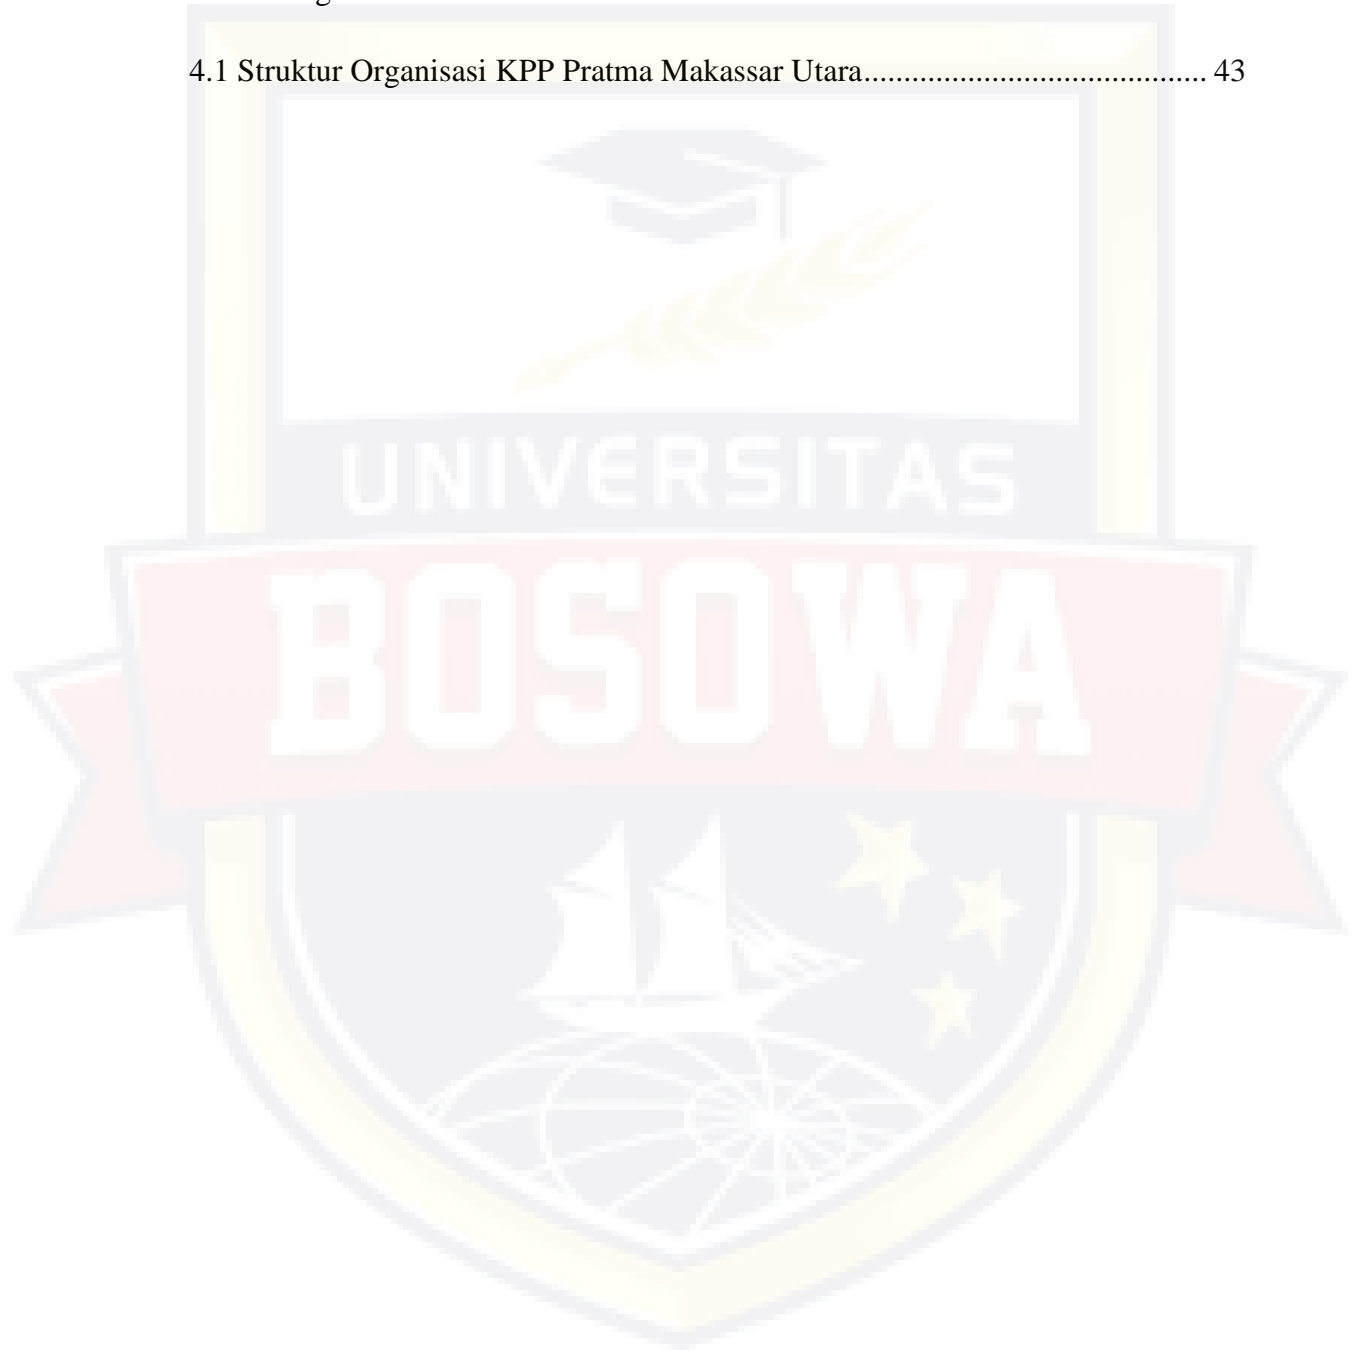 4.1 Struktur Organisasi KPP Pratma Makassar Utara........................................... 43
UNIVERSITAS
BOSOWA